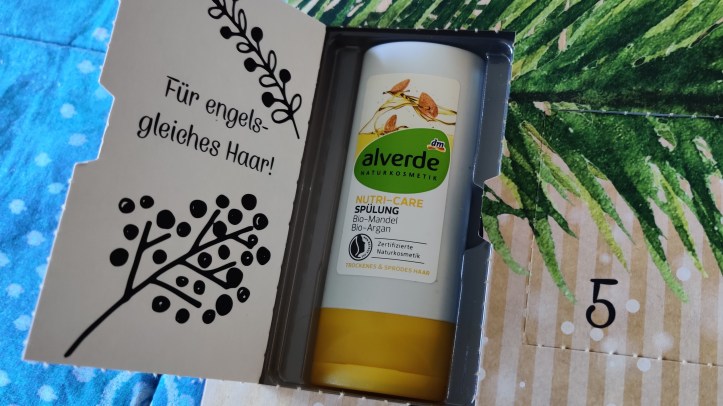 Für engels-
gleiches Haar!
dm
alverde
NATURKOSMETIK
NUTRI-CARE
SPÜLUNG
Bio-Mandel
Bio-Argan
Zertifizierte
Naturkosmetik
TROCKENES & SPRÖDES HAAR
5